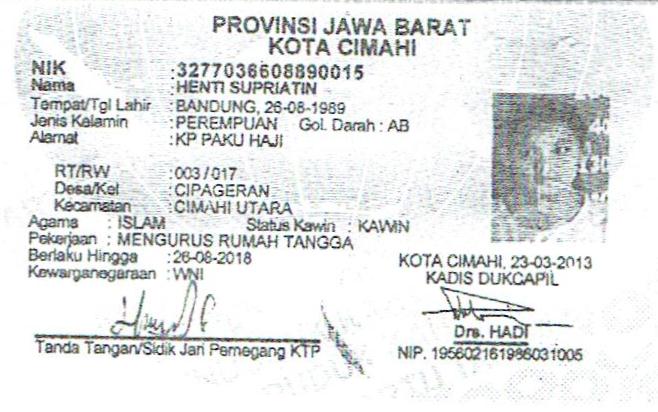 PROVINSI JAWA BARAT
KOTA CIMAHI
NIK :3277036608890015
Nama :HENTI SUPRIATIN
Tempat/Tgl Lahir :BANDUNG, 26-08-1989
Jenis Kelamin :PEREMPUAN Gol. Darah : AB
Alamat :KP PAKU HAJI
RT/RW :003/017
Desa/Kel :CIPAGERAN
Kecamatan :CIMAHI UTARA
Agama : ISLAM Status Kawin : KAWIN
Pekerjaan : MENGURUS RUMAH TANGGA
Berlaku Hingga :26-08-2018
Kewarganegaraan : WNI
KOTA CIMAHI, 23-03-2013
KADIS DUKCAPIL
Drs. HADI
Tanda Tangan/Sidik Jari Pemegang KTP
NIP. 195602161986031005